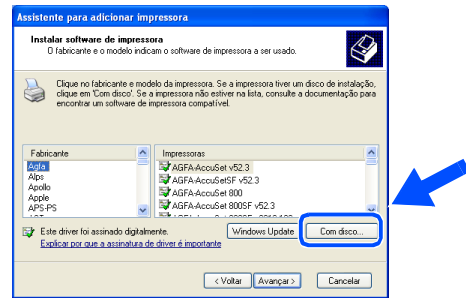 Assistente para adicionar impressora
Instalar software de impressora
O fabricante e o modelo indicam o software de impressora a ser usado.
Clique no fabricante e modelo da impressora. Se a impressora tiver um disco de instalação,
clique em 'Com disco'. Se a impressora não estiver na lista, consulte a documentação para
encontrar um software de impressora compatível.
Fabricante
Agfa
Alps
Apollo
Apple
APS-PS
Impressoras
AGFA-AccuSet v52.3
AGFA-AccuSetSF v52.3
AGFA-AccuSet 800
AGFA-AccuSet 800SF v52.3
Este driver foi assinado digitalmente.
Explicar por que a assinatura de driver é importante
Windows Update
Com disco...
< Voltar
Avançar >
Cancelar